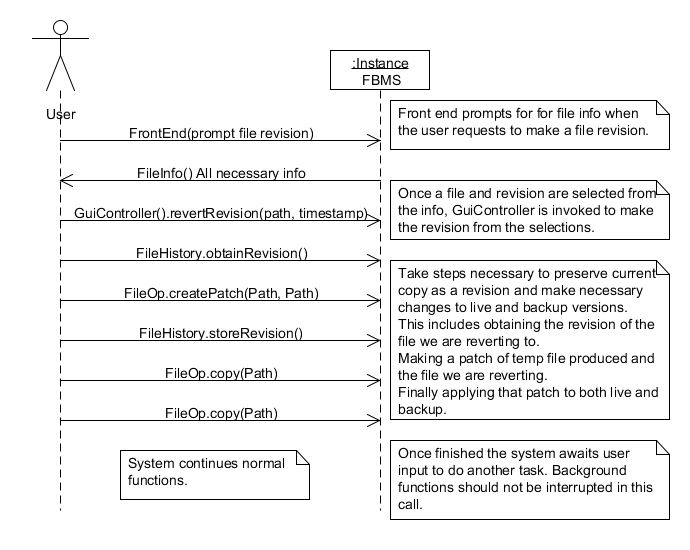 :Instance
FBMS
User
Front end prompts for for file info when
the user requests to make a file revision.
FrontEnd(prompt file revision)
FileInfo() All necessary info
Once a file and revision are selected from
the info, GuiController is invoked to make
the revision from the selections.
GuiController().revertRevision(path, timestamp)
FileHistory.obtainRevision()
Take steps necessary to preserve current
copy as a revision and make necessary
changes to live and backup versions.
This includes obtaining the revision of the
file we are reverting to.
Making a patch of temp file produced and
the file we are reverting.
Finally applying that patch to both live and
backup.
FileOp.createPatch(Path, Path)
FileHistory.storeRevision()
FileOp.copy(Path)
FileOp.copy(Path)
System continues normal
functions.
Once finished the system awaits user
input to do another task. Background
functions should not be interrupted in this
call.